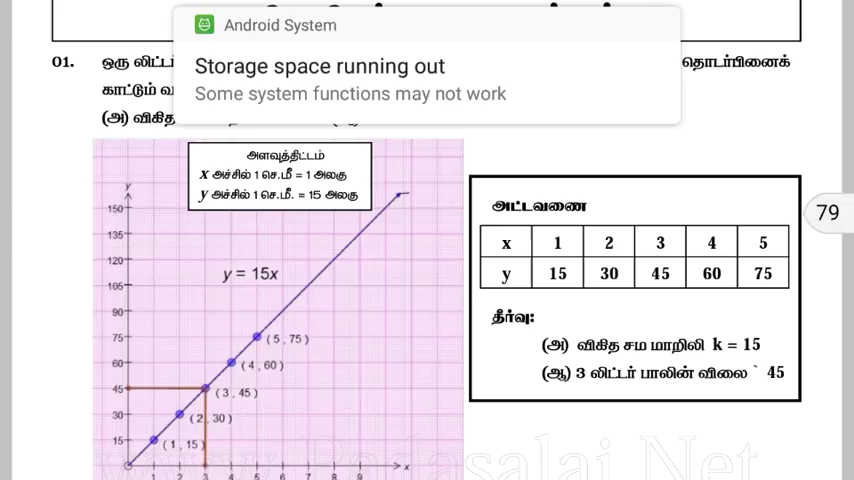 Android System
Storage space running out
Some system functions may not work
01. ஒரு லிட்டர் தொடர்பினைக்
காட்டும்
(அ) விகித
அளவுத்திட்டம்
x அச்சில் 1 செ.மீ = 1 அலகு
y அச்சில் 1 செ.மீ. = 15 அலகு
y
150
135
120
105
90
75
60
45
30
15
y = 15x
(5 , 75)
(4 , 60)
(3 , 45)
(2 , 30)
(1 , 15)
1 2 3 4 5 6 7 8 9 x
அட்டவணை
x 1 2 3 4 5
y 15 30 45 60 75
தீர்வு:
(அ) விகித சம மாறிலி k = 15
(ஆ) 3 லிட்டர் பாலின் விலை ` 45
79
www.Padasalai.Net